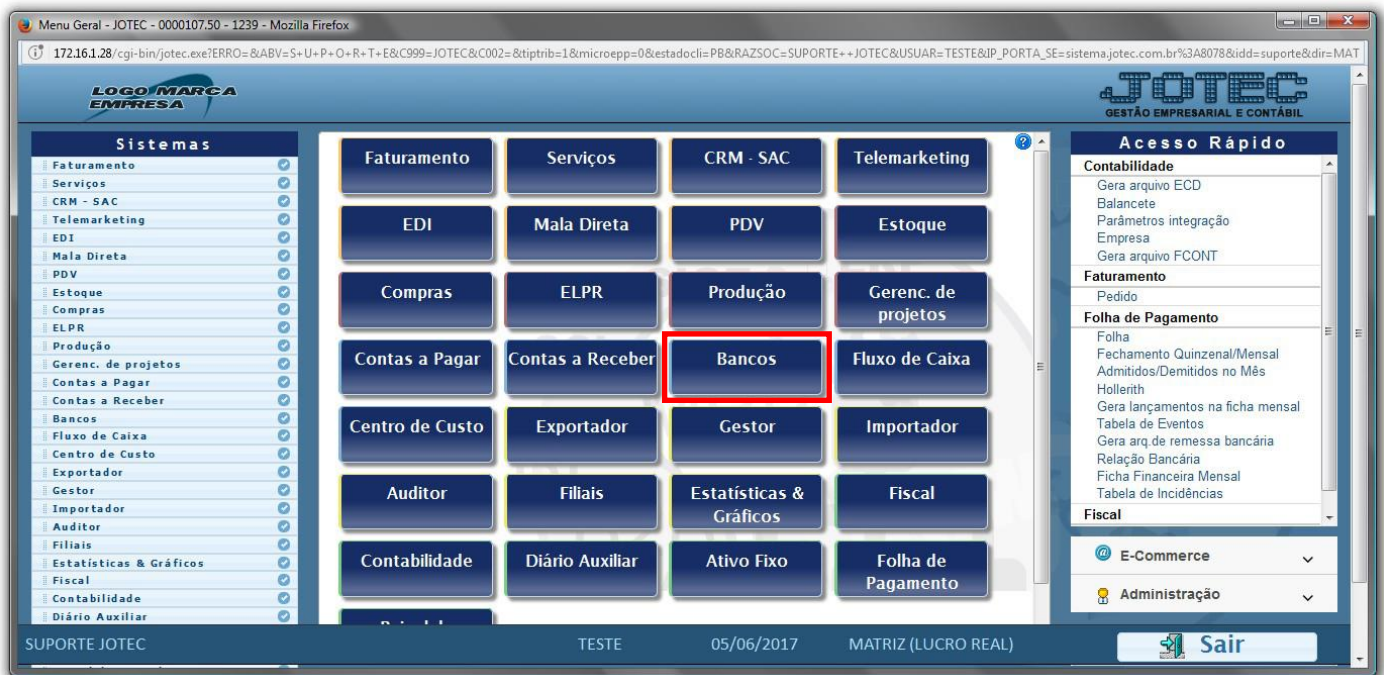 Menu Geral - JOTEC - 0000107.50 - 1239 - Mozilla Firefox
172.16.1.28/cgi-bin/jotec.exe?ERRO=&ABV=S+U+P+O+R+T+E&C999=JOTEC&C002=&tiptrib=1&microepp=0&estadocli=PB&RAZSOC=SUPORTE++JOTEC&USUAR=TESTE&IP_PORTA_SE=sistema.jotec.com.br%3A8078&idd=suporte&dir=MAT
LOGO MARCA
EMPRESA
JOTEC
GESTÃO EMPRESARIAL E CONTÁBIL
Sistemas
Faturamento
Serviços
CRM - SAC
Telemarketing
EDI
Mala Direta
PDV
Estoque
Compras
ELPR
Produção
Gerenc. de projetos
Contas a Pagar
Contas a Receber
Bancos
Fluxo de Caixa
Centro de Custo
Exportador
Gestor
Importador
Auditor
Filiais
Estatísticas & Gráficos
Fiscal
Contabilidade
Diário Auxiliar
Faturamento Serviços CRM - SAC Telemarketing
EDI Mala Direta PDV Estoque
Compras ELPR Produção Gerenc. de projetos
Contas a Pagar Contas a Receber Bancos Fluxo de Caixa
Centro de Custo Exportador Gestor Importador
Auditor Filiais Estatísticas & Gráficos Fiscal
Contabilidade Diário Auxiliar Ativo Fixo Folha de Pagamento
Acesso Rápido
Contabilidade
Gera arquivo ECD
Balancete
Parâmetros integração
Empresa
Gera arquivo FCONT
Faturamento
Pedido
Folha de Pagamento
Folha
Fechamento Quinzenal/Mensal
Admitidos/Demitidos no Mês
Hollerith
Gera lançamentos na ficha mensal
Tabela de Eventos
Gera arq.de remessa bancária
Relação Bancária
Ficha Financeira Mensal
Tabela de Incidências
Fiscal
E-Commerce
Administração
SUPORTE JOTEC TESTE 05/06/2017 MATRIZ (LUCRO REAL) Sair